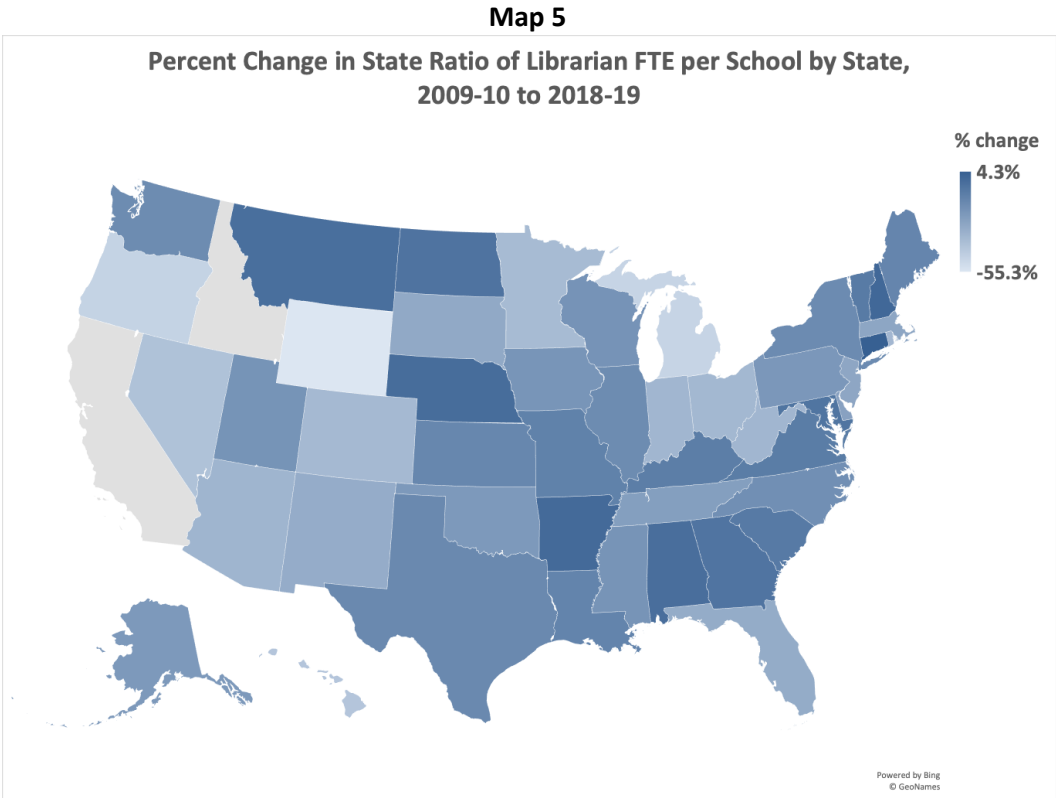 Map 5
Percent Change in State Ratio of Librarian FTE per School by State,
2009-10 to 2018-19
% change
4.3%
-55.3%
Powered by Bing
© GeoNames